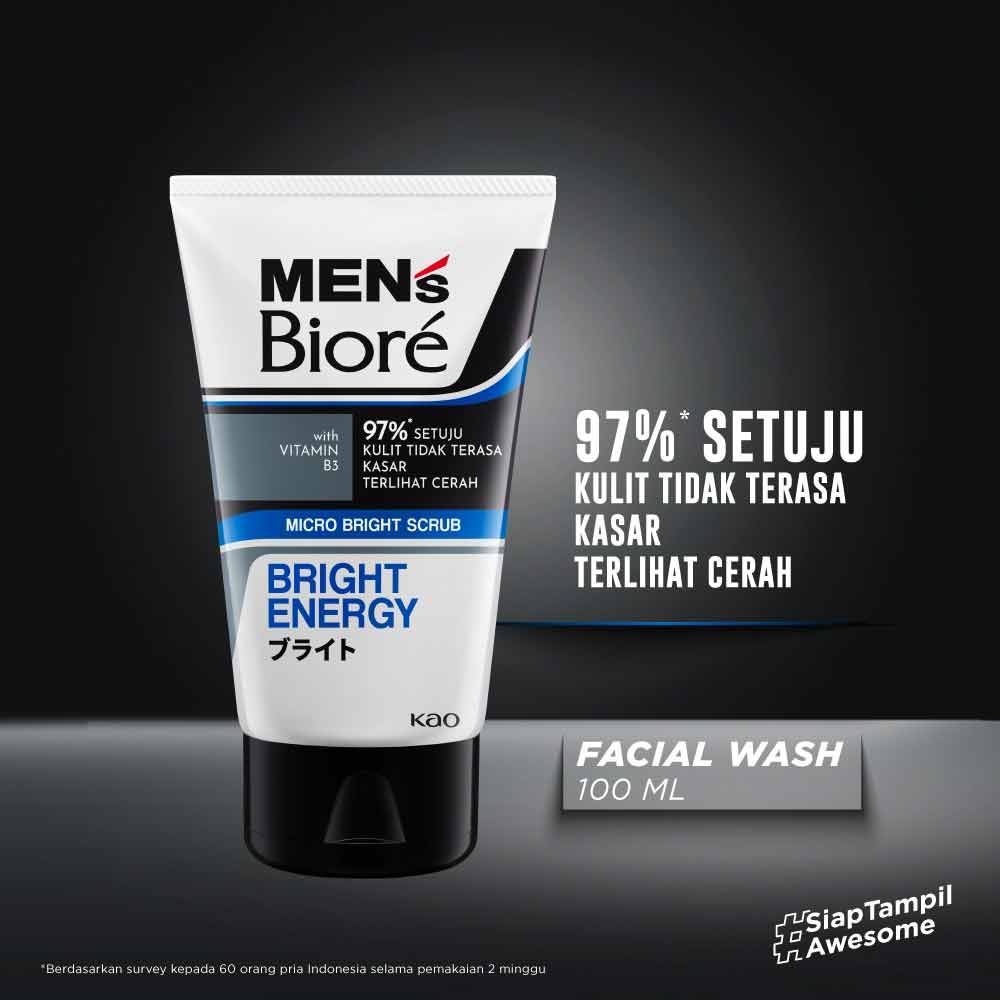 MEN's
Bioré
with
VITAMIN
B3
97%* SETUJU
KULIT TIDAK TERASA
KASAR
TERLIHAT CERAH
MICRO BRIGHT SCRUB
BRIGHT
ENERGY
ブライト
Kao
97%* SETUJU
KULIT TIDAK TERASA
KASAR
TERLIHAT CERAH
FACIAL WASH
100 ML
#SiapTampil
Awesome
*Berdasarkan survey kepada 60 orang pria Indonesia selama pemakaian 2 minggu